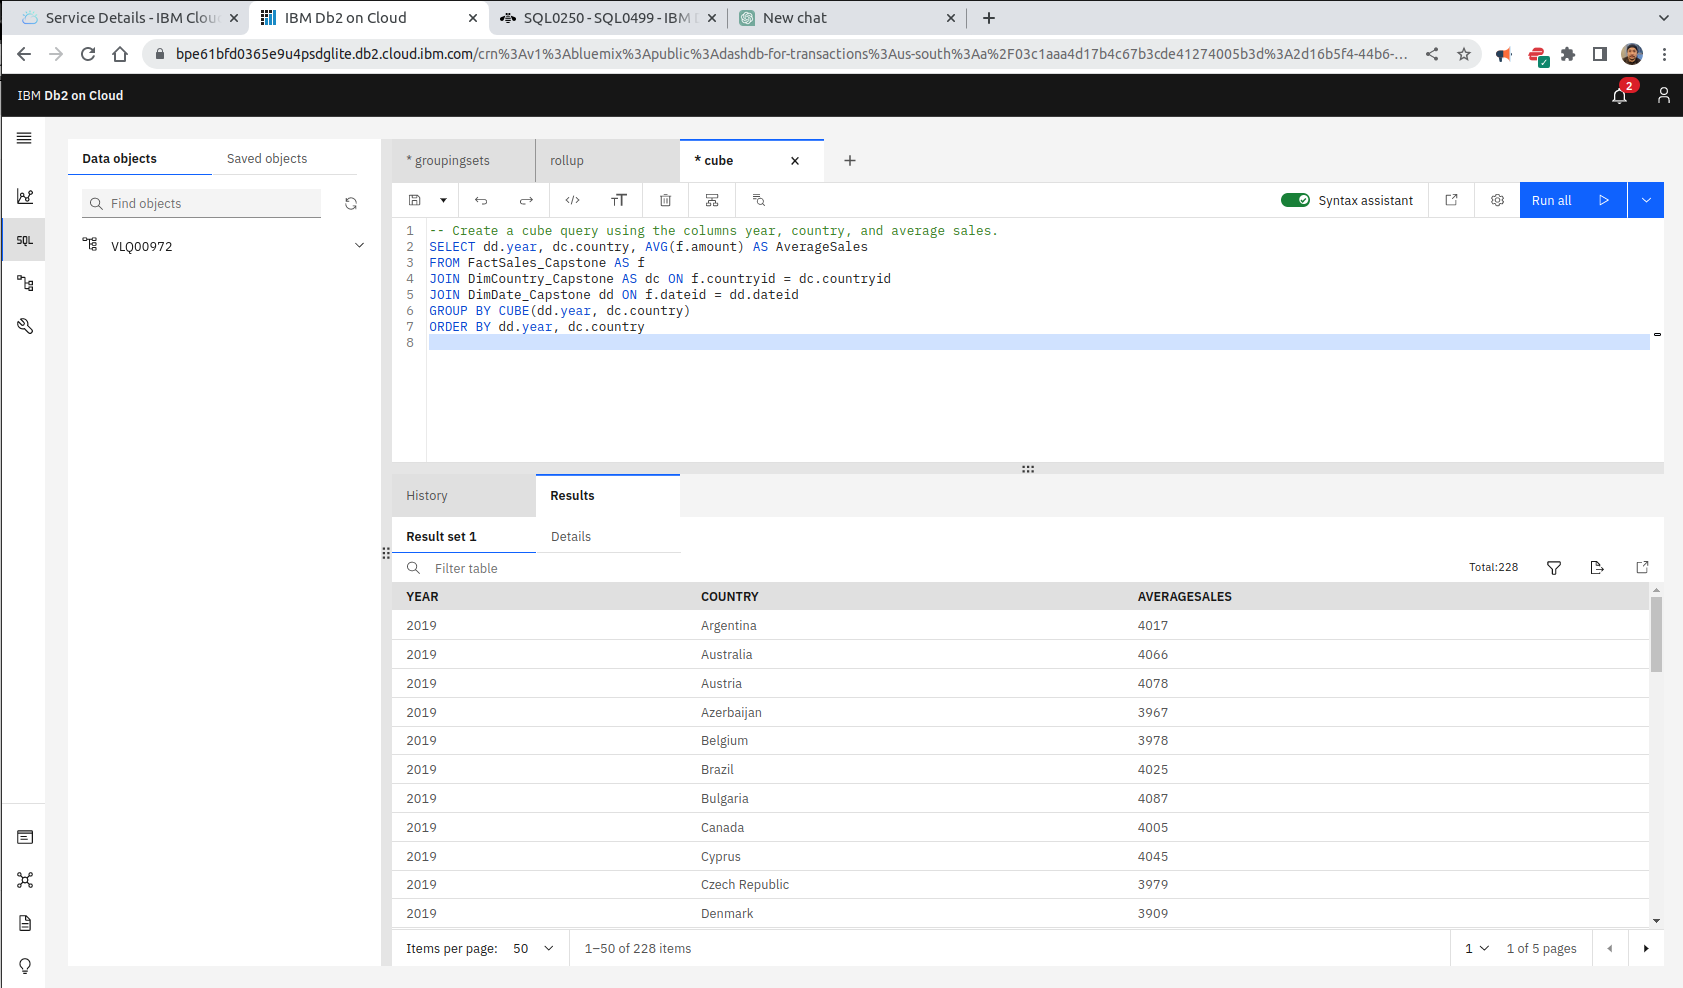 Service Details - IBM Clou
IBM Db2 on Cloud
SQL0250 - SQL0499 - IBM D
New chat
bpe61bfd0365e9u4psdglite.db2.cloud.ibm.com/crn%3Av1%3Abluemix%3Apublic%3Adashdb-for-transactions%3Aus-south%3Aa%2F03c1aaa4d17b4c67b3cde41274005b3d%3A2d16b5f4-44b6-...
IBM Db2 on Cloud
2
Data objects
Saved objects
* groupingsets
rollup
* cube
Find objects
Syntax assistant
Run all
SQL
VLQ00972
1 -- Create a cube query using the columns year, country, and average sales.
2 SELECT dd.year, dc.country, AVG(f.amount) AS AverageSales
3 FROM FactSales_Capstone AS f
4 JOIN DimCountry_Capstone AS dc ON f.countryid = dc.countryid
5 JOIN DimDate_Capstone dd ON f.dateid = dd.dateid
6 GROUP BY CUBE(dd.year, dc.country)
7 ORDER BY dd.year, dc.country
8
History
Results
Result set 1
Details
Filter table
Total:228
YEAR COUNTRY AVERAGESALES
2019 Argentina 4017
2019 Australia 4066
2019 Austria 4078
2019 Azerbaijan 3967
2019 Belgium 3978
2019 Brazil 4025
2019 Bulgaria 4087
2019 Canada 4005
2019 Cyprus 4045
2019 Czech Republic 3979
2019 Denmark 3909
Items per page: 50
1–50 of 228 items
1
1 of 5 pages